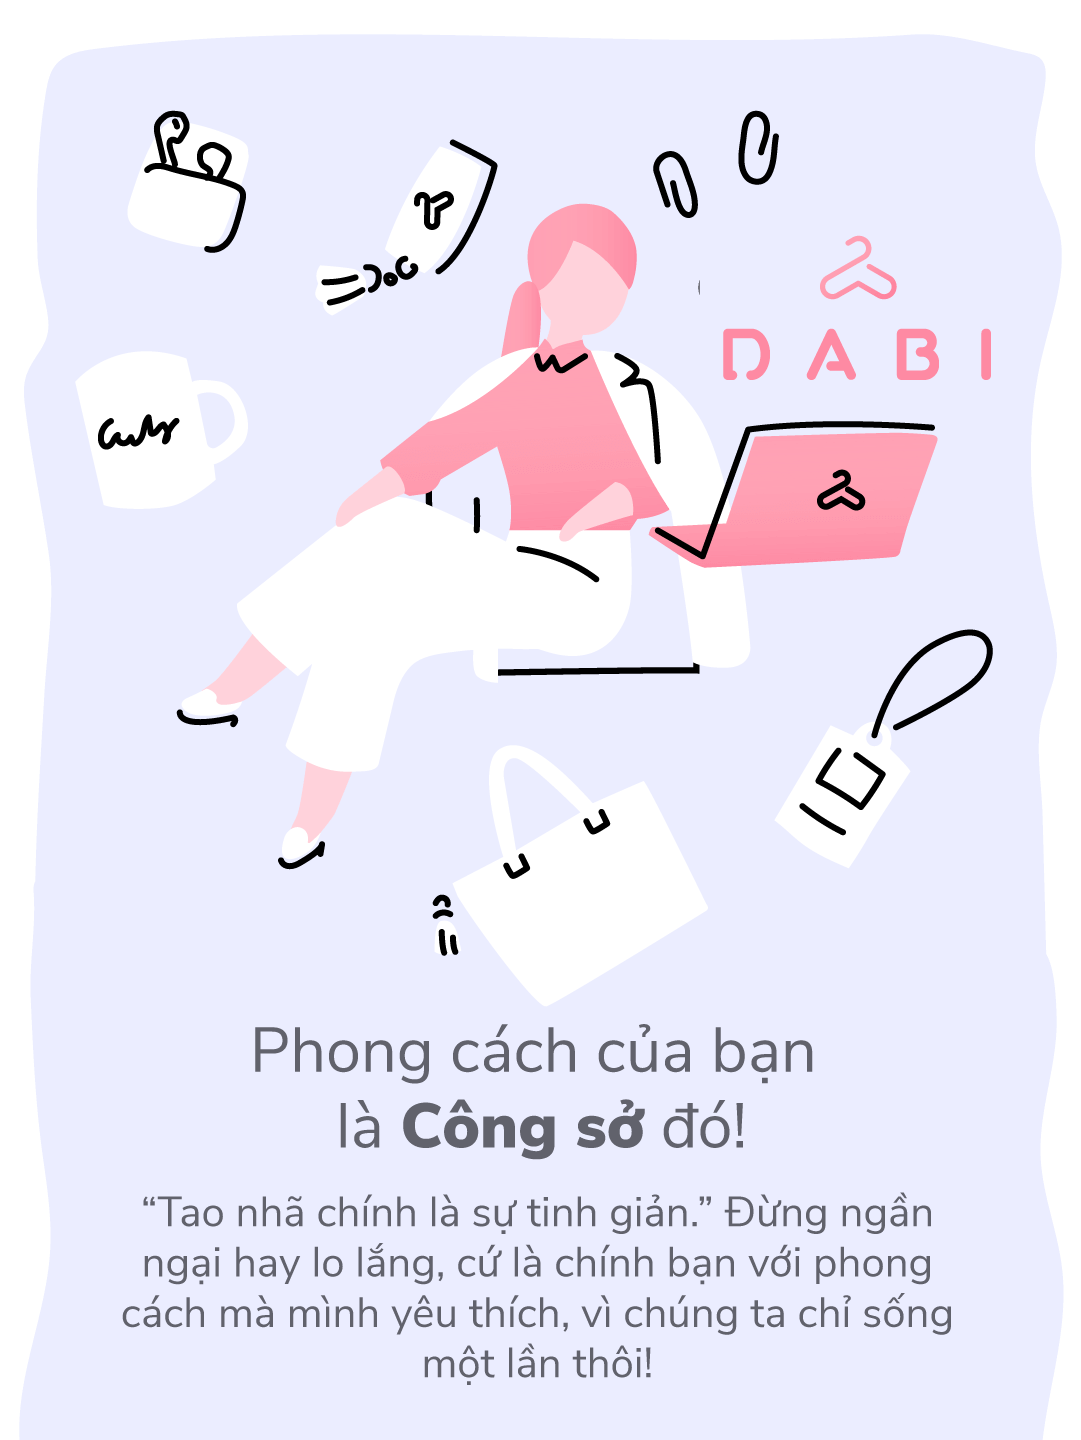 DABI
Phong cách của bạn
là Công sở đó!
“Tao nhã chính là sự tinh giản.” Đừng ngần
ngại hay lo lắng, cứ là chính bạn với phong
cách mà mình yêu thích, vì chúng ta chỉ sống
một lần thôi!